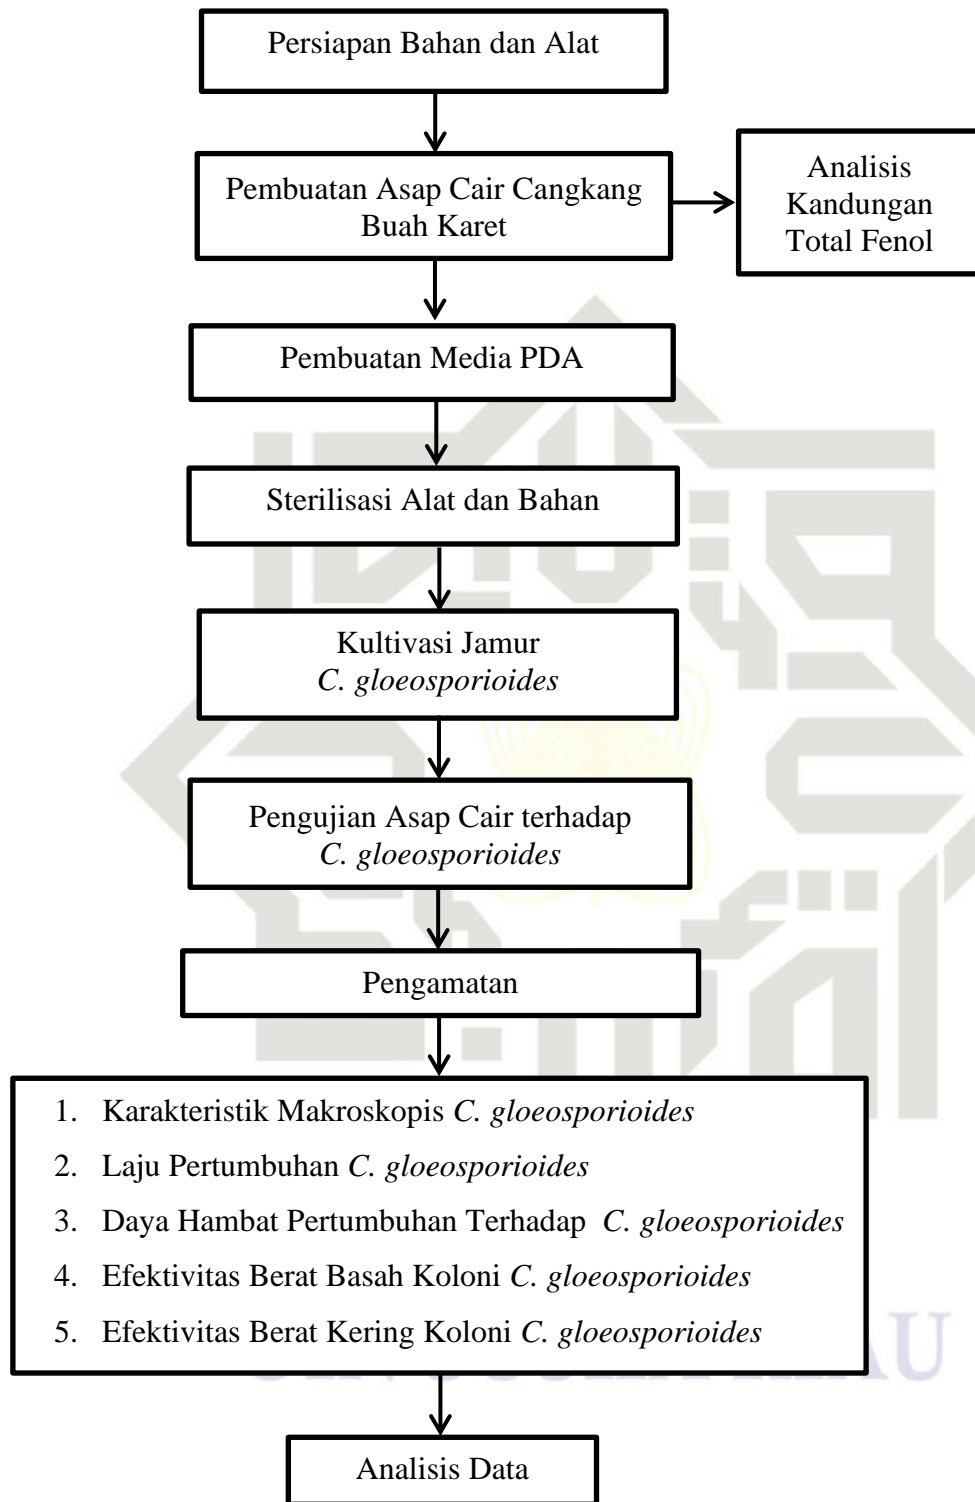 Persiapan Bahan dan Alat
Pembuatan Asap Cair Cangkang
Buah Karet
Analisis
Kandungan
Total Fenol
Pembuatan Media PDA
Sterilisasi Alat dan Bahan
Kultivasi Jamur
C. gloeosporioides
Pengujian Asap Cair terhadap
C. gloeosporioides
Pengamatan
1. Karakteristik Makroskopis C. gloeosporioides
2. Laju Pertumbuhan C. gloeosporioides
3. Daya Hambat Pertumbuhan Terhadap C. gloeosporioides
4. Efektivitas Berat Basah Koloni C. gloeosporioides
5. Efektivitas Berat Kering Koloni C. gloeosporioides
Analisis Data